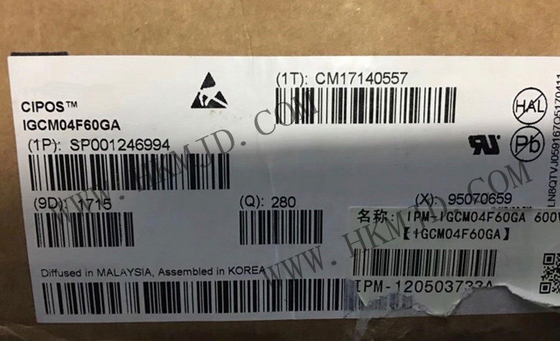 CIPOS™
IGCM04F60GA
(1P): SP001246994
(1T): CM17140557
HAL
Pb
(9D): 1715
(Q): 280
(X): 95070659
名称: IPM-IGCM04F60GA 600V
【IGCM04F60GA】
Diffused in MALAYSIA, Assembled in KOREA
IPM-120503733A
WWW.HKMJD.COM
WWW.HKMJD.COM